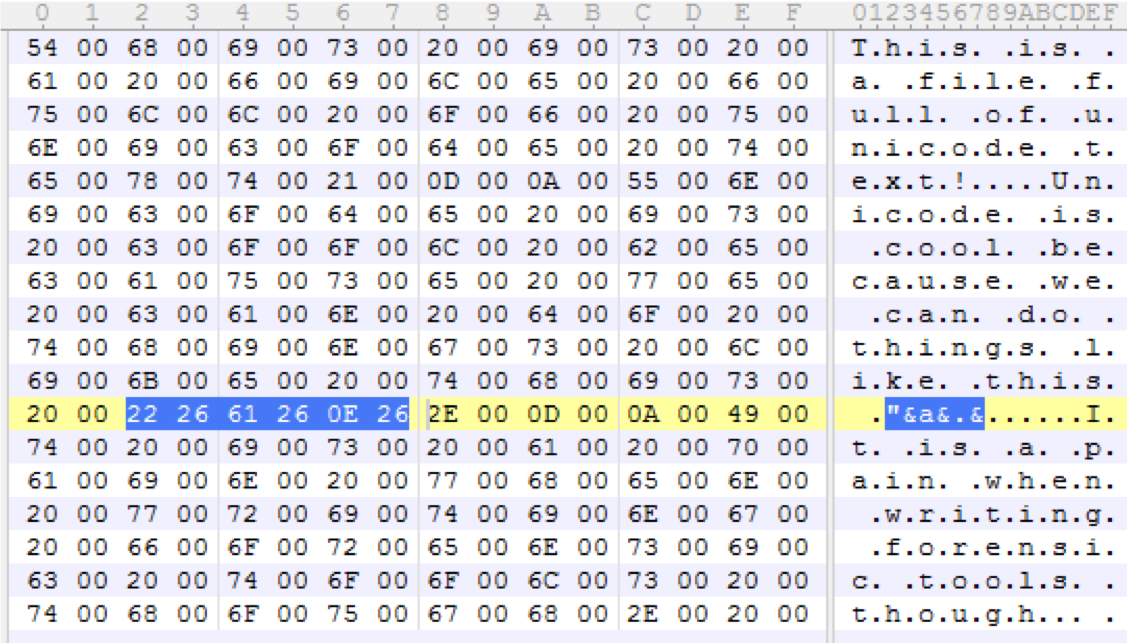 0 1 2 3 4 5 6 7 8 9 A B C D E F 0123456789ABCDEF
54 00 68 00 69 00 73 00 20 00 69 00 73 00 20 00 T.h.i.s. .i.s. .
61 00 20 00 66 00 69 00 6C 00 65 00 20 00 66 00 a. .f.i.l.e. .f.
75 00 6C 00 6C 00 20 00 6F 00 66 00 20 00 75 00 u.l.l. .o.f. .u.
6E 00 69 00 63 00 6F 00 64 00 65 00 20 00 74 00 n.i.c.o.d.e. .t.
65 00 78 00 74 00 21 00 0D 00 0A 00 55 00 6E 00 e.x.t.!.....U.n.
69 00 63 00 6F 00 64 00 65 00 20 00 69 00 73 00 i.c.o.d.e. .i.s.
20 00 63 00 6F 00 6F 00 6C 00 20 00 62 00 65 00 .c.o.o.l. .b.e.
63 00 61 00 75 00 73 00 65 00 20 00 77 00 65 00 c.a.u.s.e. .w.e.
20 00 63 00 61 00 6E 00 20 00 64 00 6F 00 20 00 .c.a.n. .d.o. .
74 00 68 00 69 00 6E 00 67 00 73 00 20 00 6C 00 t.h.i.n.g.s. .l.
69 00 6B 00 65 00 20 00 74 00 68 00 69 00 73 00 i.k.e. .t.h.i.s.
20 00 22 26 61 26 0E 26 2E 00 0D 00 0A 00 49 00 ."&a&.&......I.
74 00 20 00 69 00 73 00 20 00 61 00 20 00 70 00 t. .i.s. .a. .p.
61 00 69 00 6E 00 20 00 77 00 68 00 65 00 6E 00 a.i.n. .w.h.e.n.
20 00 77 00 72 00 69 00 74 00 69 00 6E 00 67 00 .w.r.i.t.i.n.g.
20 00 66 00 6F 00 72 00 65 00 6E 00 73 00 69 00 .f.o.r.e.n.s.i.
63 00 20 00 74 00 6F 00 6F 00 6C 00 73 00 20 00 c. .t.o.o.l.s. .
74 00 68 00 6F 00 75 00 67 00 68 00 2E 00 20 00 t.h.o.u.g.h... .